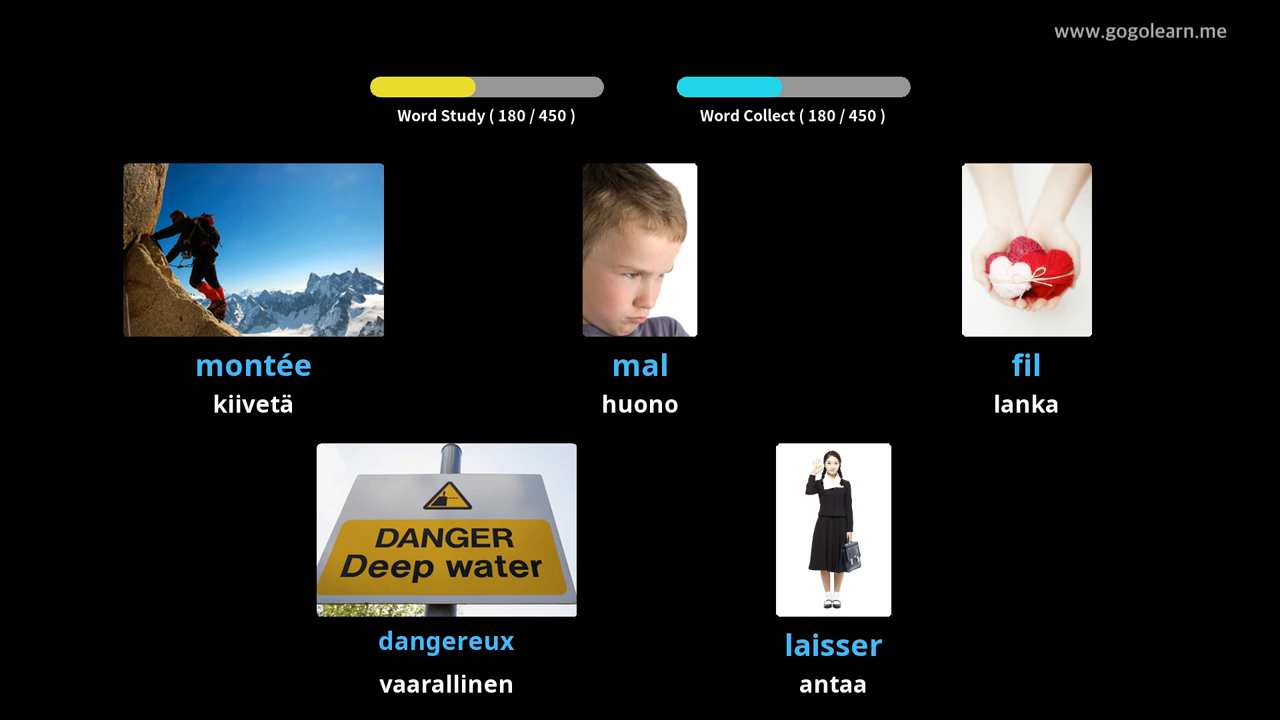 www.gogolearn.me
Word Study ( 180 / 450 )
Word Collect ( 180 / 450 )
montée
kiivetä
mal
huono
fil
lanka
DANGER
Deep water
dangereux
vaarallinen
laisser
antaa